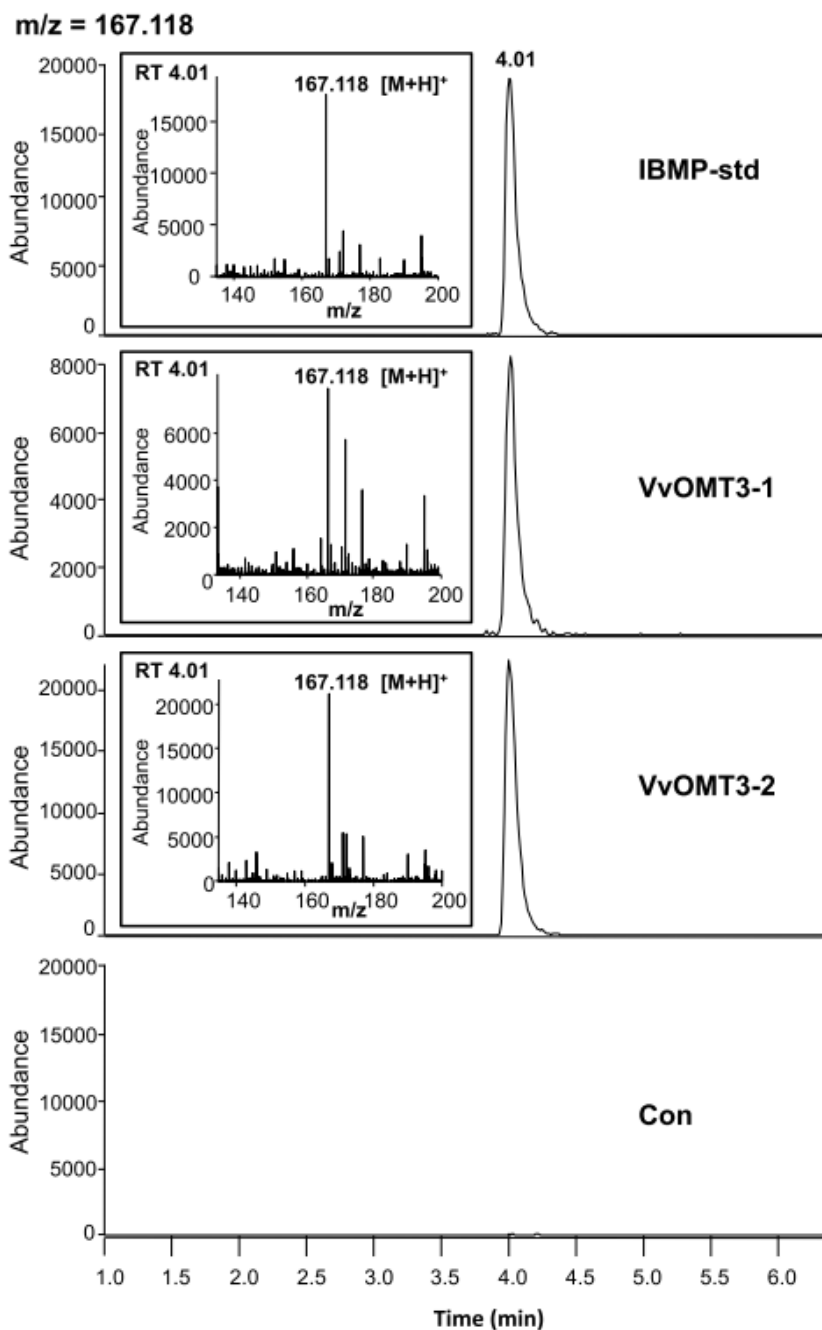 m/z = 167.118
20000
15000
10000
5000
0
Abundance
RT 4.01
167.118 [M+H]+
15000
10000
5000
0
Abundance
140 160 180 200
m/z
4.01
IBMP-std
8000
6000
4000
2000
0
Abundance
RT 4.01
167.118 [M+H]+
6000
4000
2000
0
Abundance
140 160 180 200
m/z
VvOMT3-1
20000
15000
10000
5000
0
Abundance
RT 4.01
167.118 [M+H]+
20000
15000
10000
5000
0
Abundance
140 160 180 200
m/z
VvOMT3-2
20000
15000
10000
5000
0
Abundance
Con
1.0 1.5 2.0 2.5 3.0 3.5 4.0 4.5 5.0 5.5 6.0
Time (min)